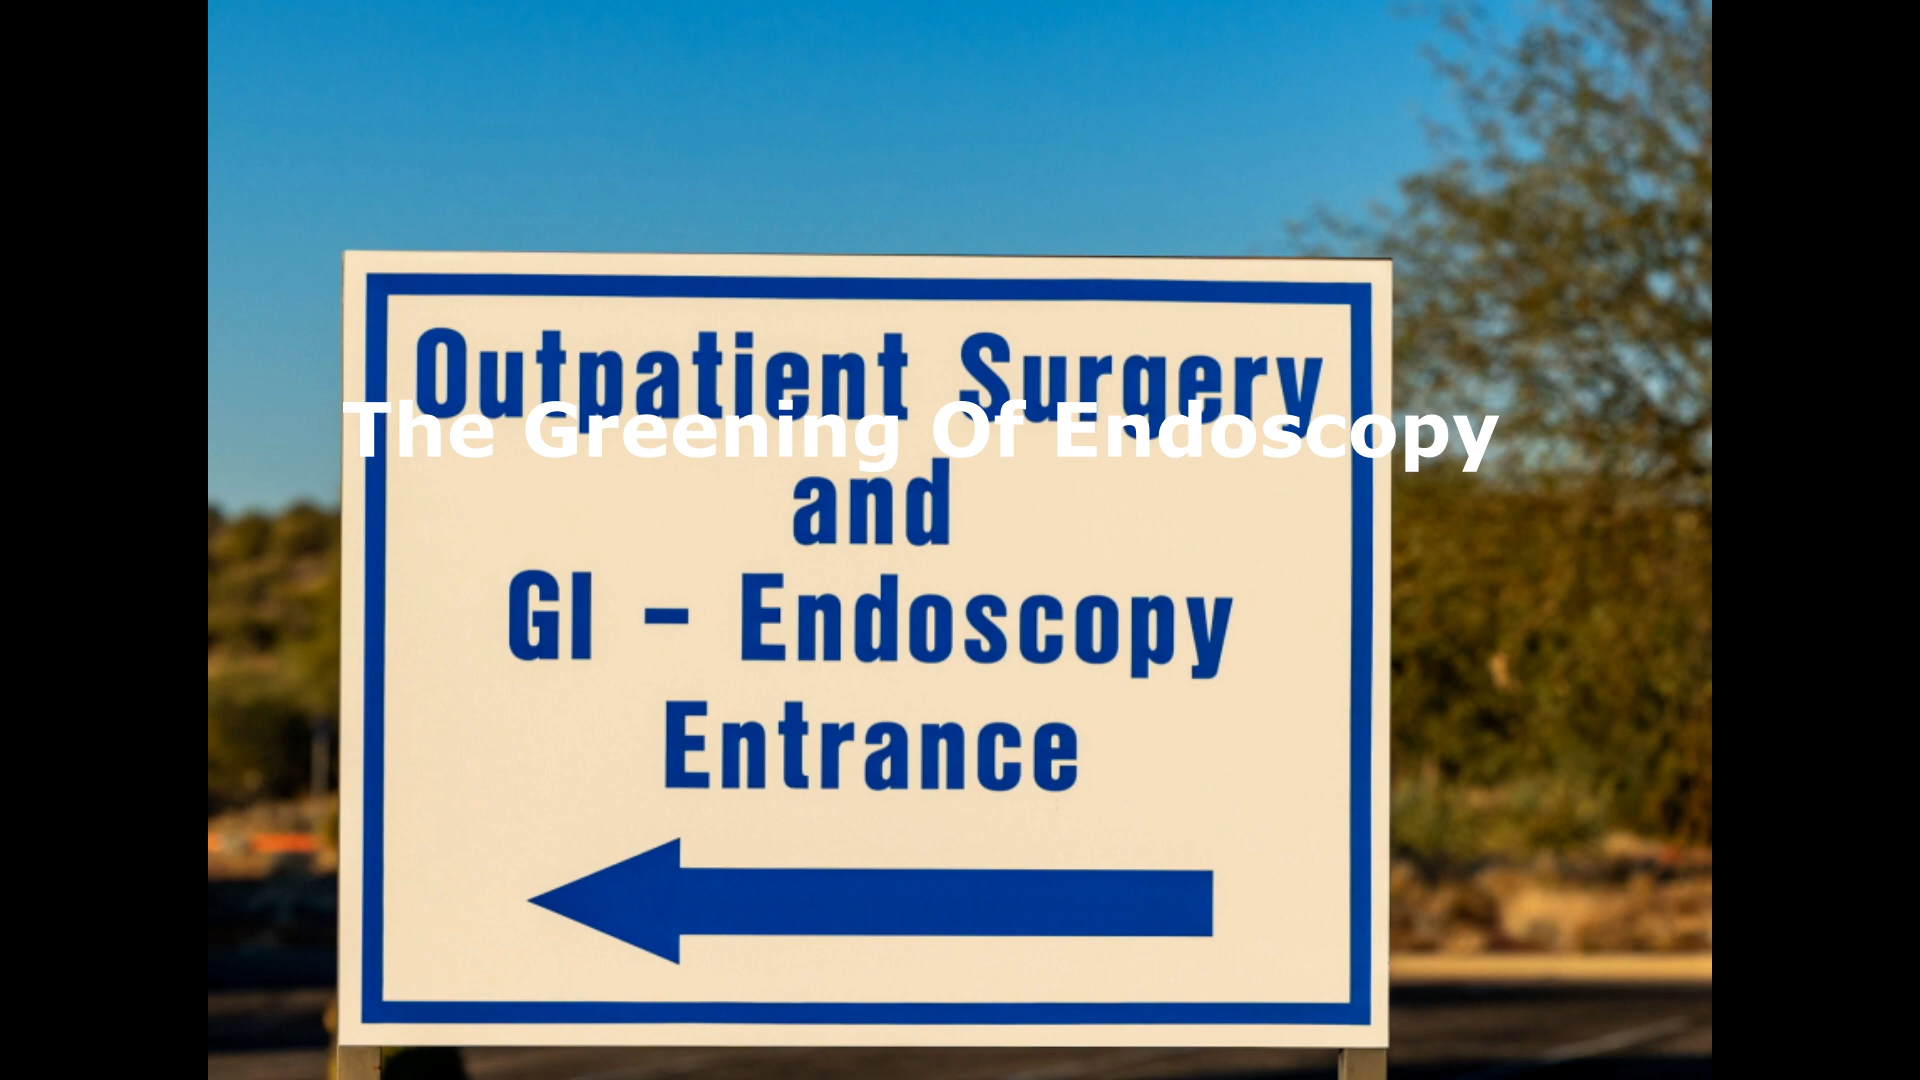 Outpatient Surgery
The Greening Of Endoscopy
and
GI - Endoscopy
Entrance